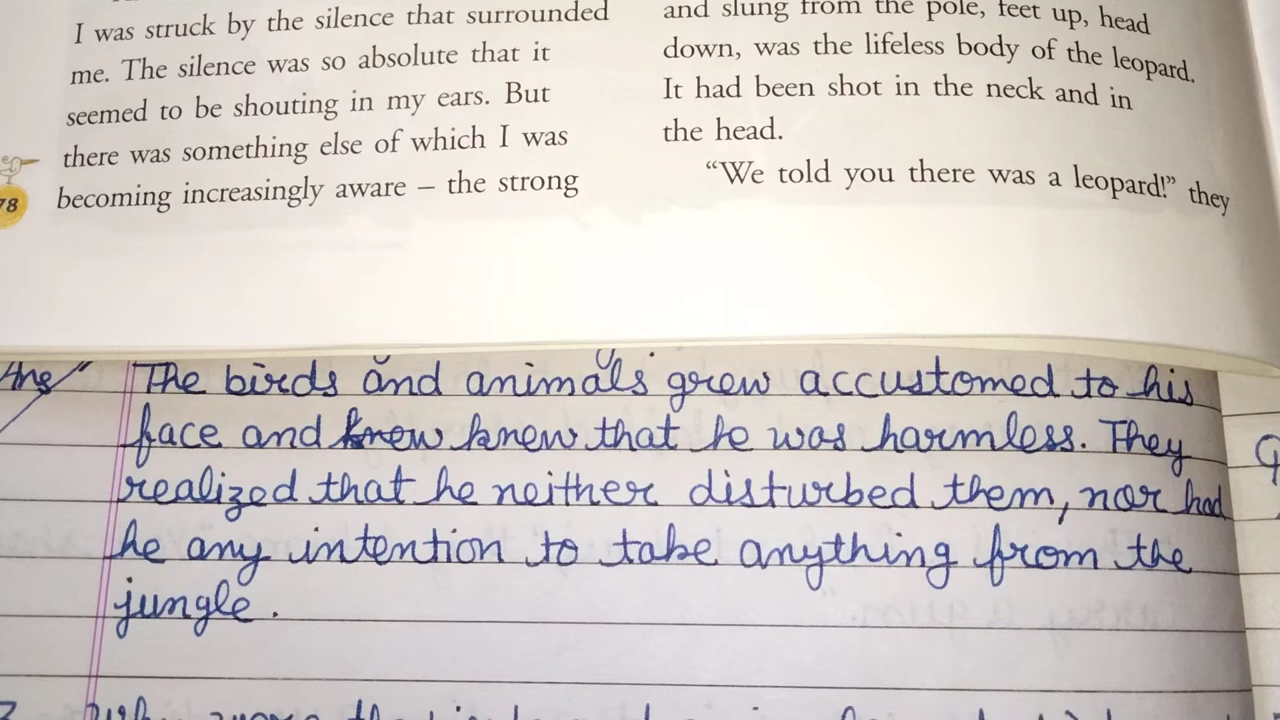 I was struck by the silence that surrounded
me. The silence was so absolute that it
seemed to be shouting in my ears. But
there was something else of which I was
becoming increasingly aware – the strong
78
and slung from the pole, feet up, head
down, was the lifeless body of the leopard.
It had been shot in the neck and in
the head.
“We told you there was a leopard!” they
Ans The birds and animals grew accustomed to his
face and knew knew that he was harmless. They
realized that he neither disturbed them, nor had
he any intention to take anything from the
jungle.